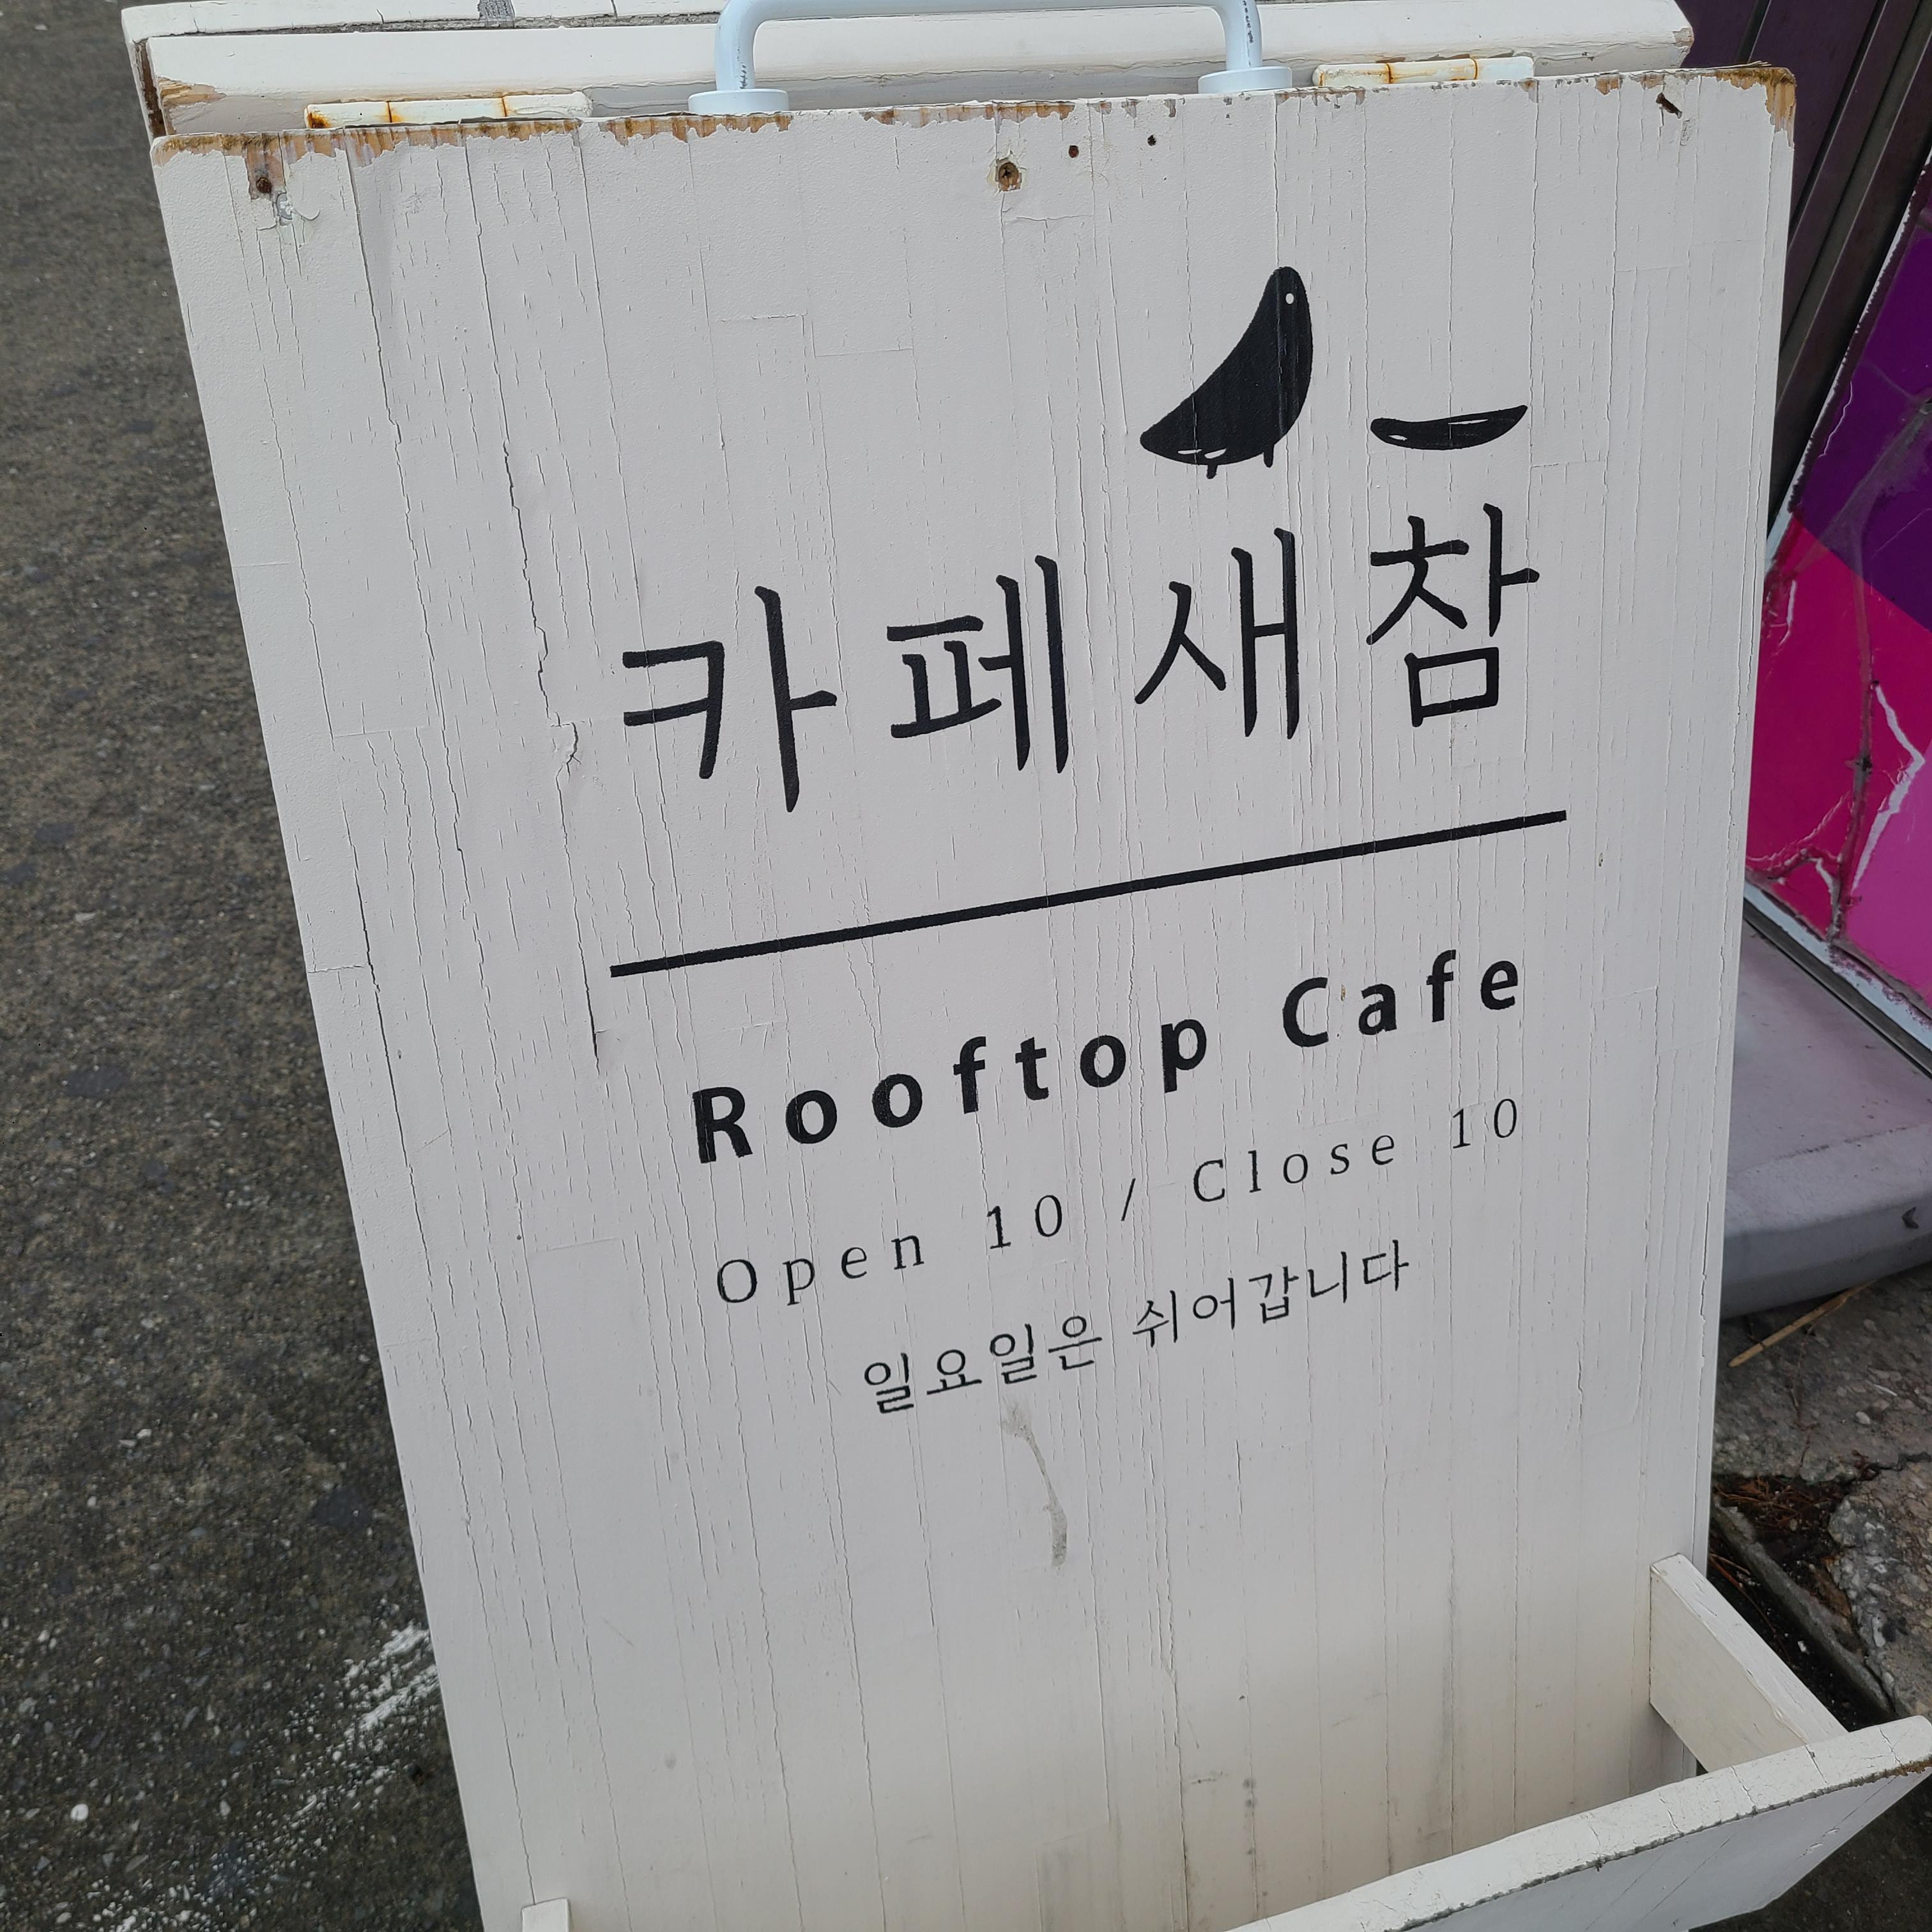 카페새참
Rooftop Cafe
Open 10 / Close 10
일요일은 쉬어갑니다